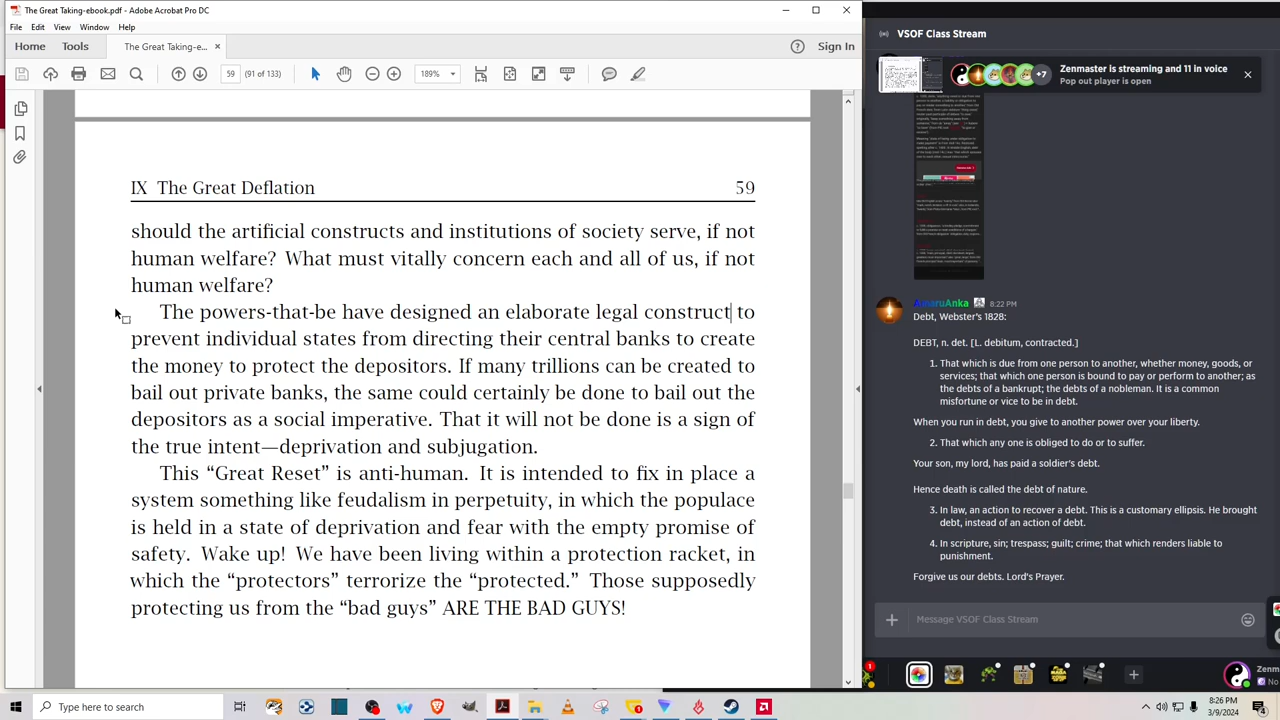 The Great Taking-ebook.pdf - Adobe Acrobat Pro DC
File Edit View Window Help
Home Tools The Great Taking-e... Sign In
59 (91 of 133) 189%
IX The Great Deflation 59
should the material constructs and institutions of society serve if not
human welfare? What must really concern each and all of us if not
human welfare?
The powers that be have designed an elaborate legal construct to
prevent individual states from directing their central banks to create
the money to protect the depositors. If many trillions can be created to
bail out private banks, the same could certainly be done to bail out the
depositors as a social imperative. That it will not be done is a sign of
the true intent: deprivation and subjugation.
This “Great Reset” is anti-human. It is intended to fix in place a
system something like feudalism in perpetuity, in which the populace
is held in a state of deprivation and fear with the empty promise of
safety. Wake up! We have been living within a protection racket, in
which the “protectors” terrorize the “protected.” Those supposedly
protecting us from the “bad guys” ARE THE BAD GUYS!
VSOF Class Stream
+7
Zenmaster is streaming and 11 in voice
Pop out player is open
8:22 PM
Debt, Webster's 1828:
DEBT, n. det. [L. debitum, contracted.]
1. That which is due from one person to another, whether money, goods, or
services; that which one person is bound to pay or perform to another; as
the debts of a bankrupt; the debts of a nobleman. It is a common
misfortune or vice to be in debt.
When you run in debt, you give to another power over your liberty.
2. That which any one is obliged to do or to suffer.
Your son, my lord, has paid a soldier's debt.
Hence death is called the debt of nature.
3. In law, an action to recover a debt. This is a customary ellipsis. He brought
debt, instead of an action of debt.
4. In scripture, sin; trespass; guilt; crime; that which renders liable to
punishment.
Forgive us our debts. Lord's Prayer.
Message VSOF Class Stream
1
Zenm
No
Type here to search
8:26 PM
3/9/2024
4